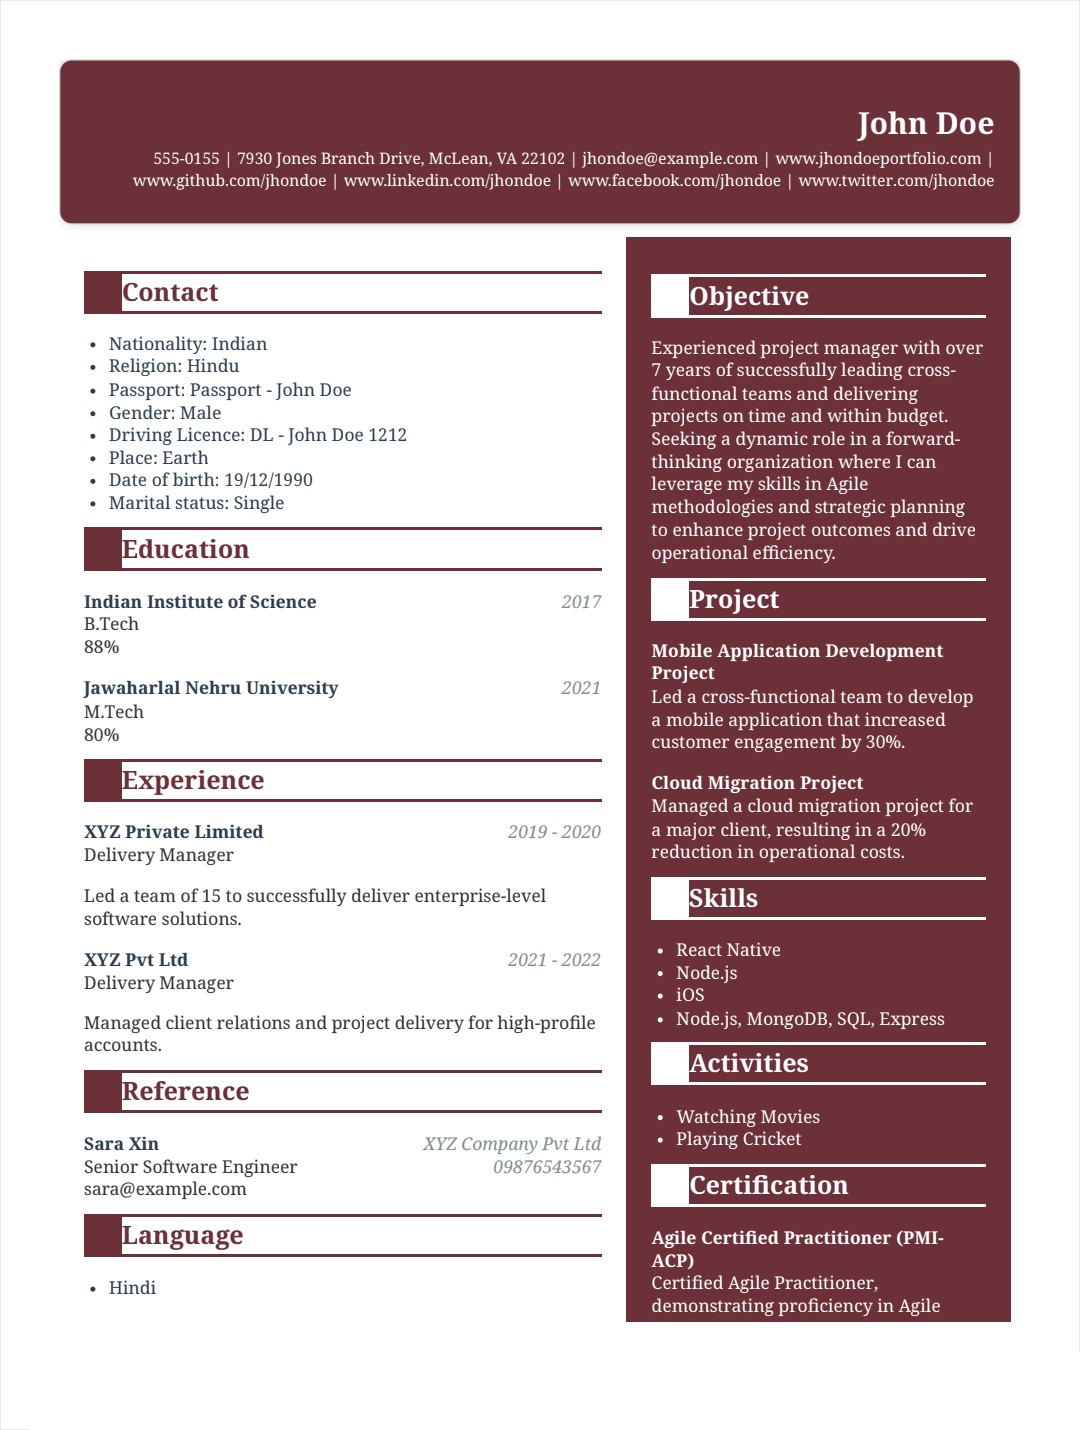 John Doe
555-0155 | 7930 Jones Branch Drive, McLean, VA 22102 | jhondoe@example.com | www.jhondoeportfolio.com |
www.github.com/jhondoe | www.linkedin.com/jhondoe | www.facebook.com/jhondoe | www.twitter.com/jhondoe
Contact
• Nationality: Indian
• Religion: Hindu
• Passport: Passport - John Doe
• Gender: Male
• Driving Licence: DL - John Doe 1212
• Place: Earth
• Date of birth: 19/12/1990
• Marital status: Single
Education
Indian Institute of Science 2017
B.Tech
88%
Jawaharlal Nehru University 2021
M.Tech
80%
Experience
XYZ Private Limited 2019 - 2020
Delivery Manager
Led a team of 15 to successfully deliver enterprise-level
software solutions.
XYZ Pvt Ltd 2021 - 2022
Delivery Manager
Managed client relations and project delivery for high-profile
accounts.
Reference
Sara Xin XYZ Company Pvt Ltd
Senior Software Engineer 09876543567
sara@example.com
Language
• Hindi
Objective
Experienced project manager with over
7 years of successfully leading cross-
functional teams and delivering
projects on time and within budget.
Seeking a dynamic role in a forward-
thinking organization where I can
leverage my skills in Agile
methodologies and strategic planning
to enhance project outcomes and drive
operational efficiency.
Project
Mobile Application Development
Project
Led a cross-functional team to develop
a mobile application that increased
customer engagement by 30%.
Cloud Migration Project
Managed a cloud migration project for
a major client, resulting in a 20%
reduction in operational costs.
Skills
• React Native
• Node.js
• iOS
• Node.js, MongoDB, SQL, Express
Activities
• Watching Movies
• Playing Cricket
Certification
Agile Certified Practitioner (PMI-
ACP)
Certified Agile Practitioner,
demonstrating proficiency in Agile